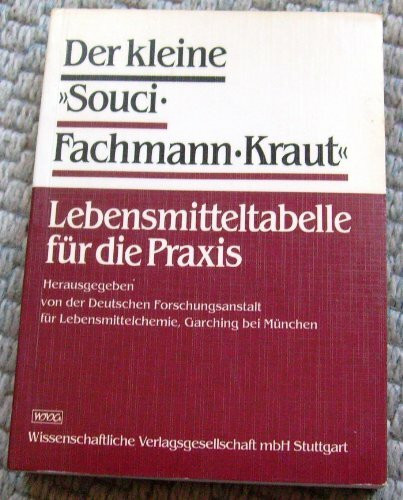 Der kleine
»Souci·
Fachmann·Kraut«
Lebensmitteltabelle
für die Praxis
Herausgegeben
von der Deutschen Forschungsanstalt
für Lebensmittelchemie, Garching bei München
WVG
Wissenschaftliche Verlagsgesellschaft mbH Stuttgart